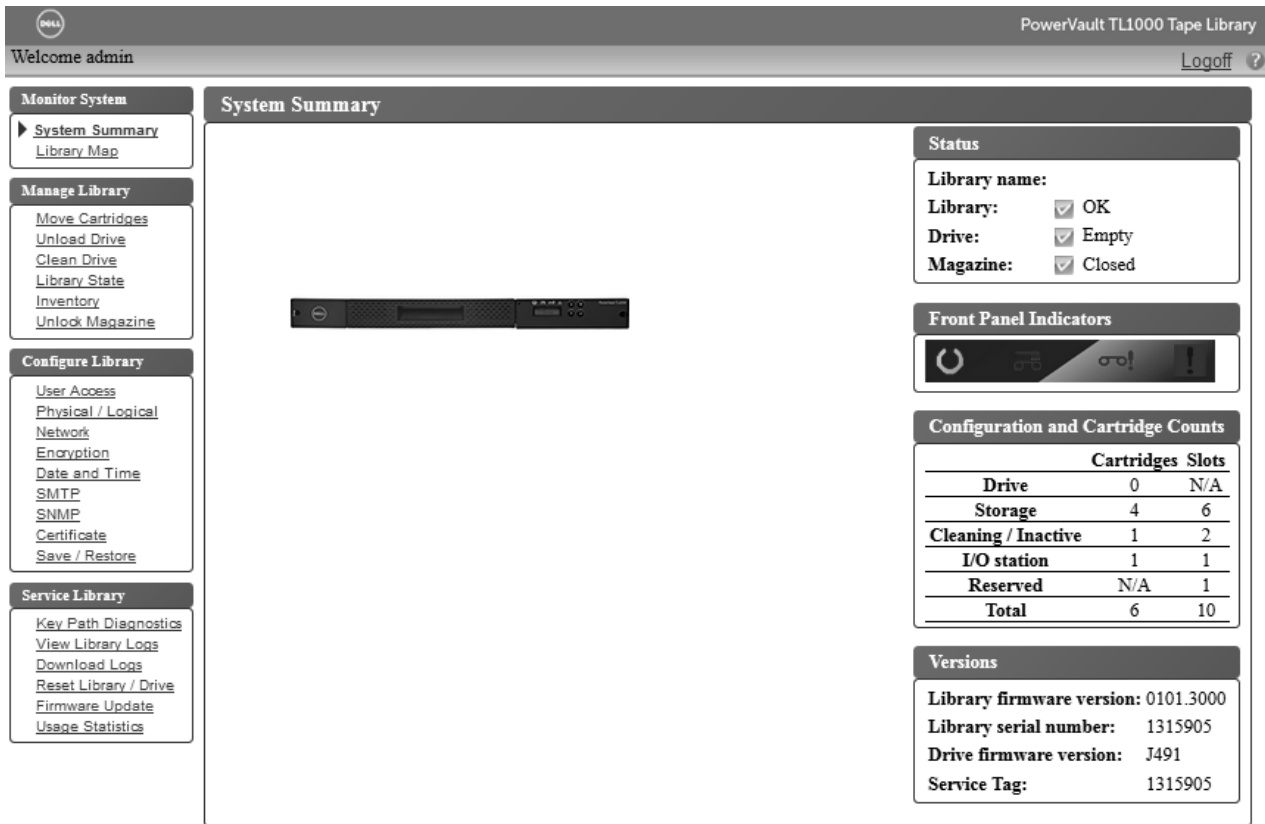 DELL
PowerVault TL1000 Tape Library
Welcome admin
Logoff ?
Monitor System
System Summary
Library Map
Manage Library
Move Cartridges
Unload Drive
Clean Drive
Library State
Inventory
Unlock Magazine
Configure Library
User Access
Physical / Logical
Network
Encryption
Date and Time
SMTP
SNMP
Certificate
Save / Restore
Service Library
Key Path Diagnostics
View Library Logs
Download Logs
Reset Library / Drive
Firmware Update
Usage Statistics
System Summary
Status
Library name:
Library: OK
Drive: Empty
Magazine: Closed
Front Panel Indicators
Configuration and Cartridge Counts
Cartridges Slots
Drive 0 N/A
Storage 4 6
Cleaning / Inactive 1 2
I/O station 1 1
Reserved N/A 1
Total 6 10
Versions
Library firmware version: 0101.3000
Library serial number: 1315905
Drive firmware version: J491
Service Tag: 1315905